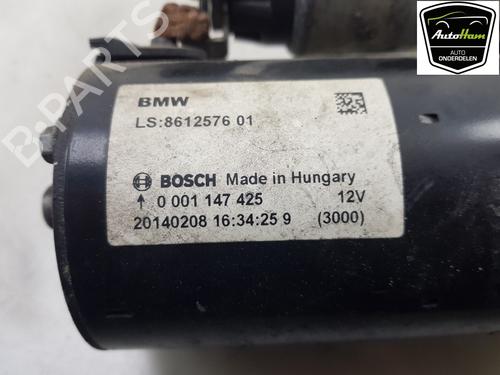 AutoHam
AUTO
ONDERDELEN
B-PARTS
BMW
LS:8612576 01
BOSCH Made in Hungary
↑ 0 001 147 425 12V
20140208 16:34:25 9 (3000)